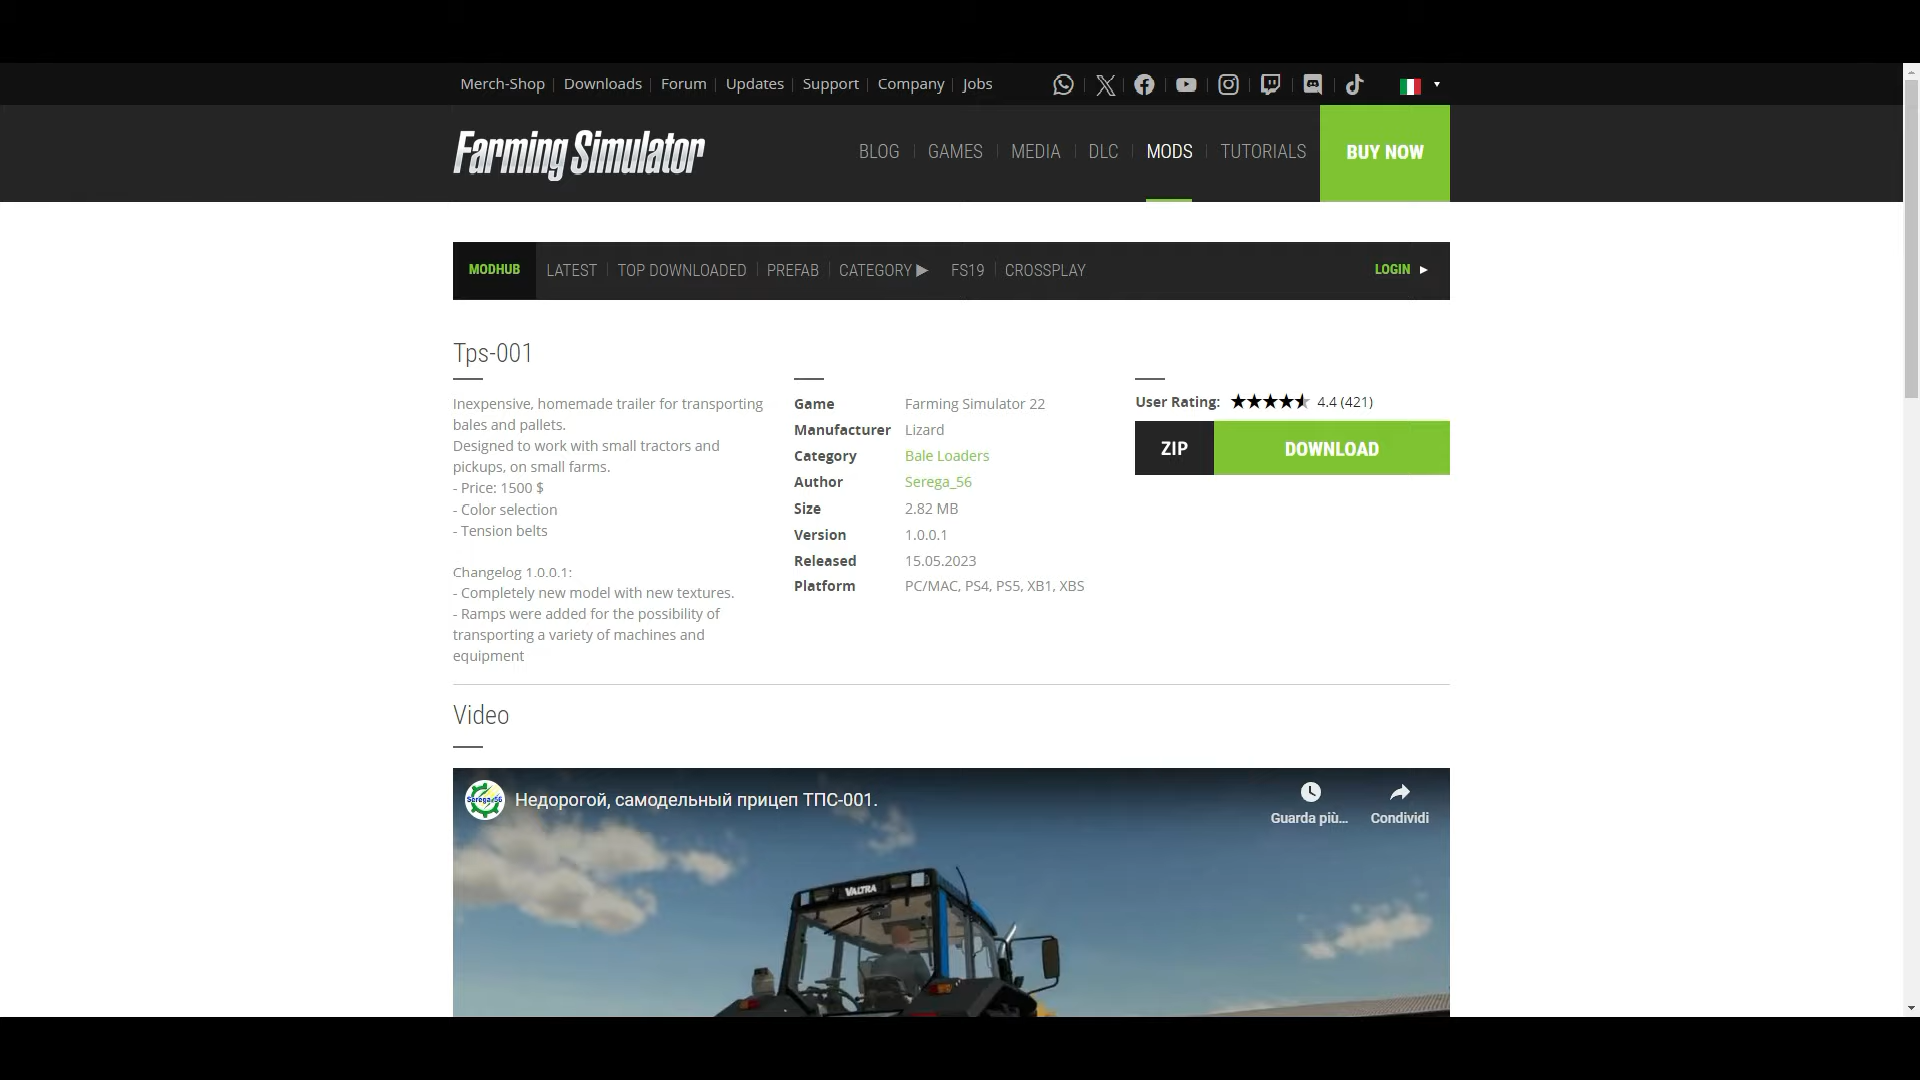 Merch-Shop Downloads Forum Updates Support Company Jobs
Farming Simulator
BLOG GAMES MEDIA DLC MODS TUTORIALS BUY NOW
MODHUB LATEST TOP DOWNLOADED PREFAB CATEGORY FS19 CROSSPLAY LOGIN
Tps-001
Inexpensive, homemade trailer for transporting
bales and pallets.
Designed to work with small tractors and
pickups, on small farms.
- Price: 1500 $
- Color selection
- Tension belts
Changelog 1.0.0.1:
- Completely new model with new textures.
- Ramps were added for the possibility of
transporting a variety of machines and
equipment
Game Farming Simulator 22
Manufacturer Lizard
Category Bale Loaders
Author Serega_56
Size 2.82 MB
Version 1.0.0.1
Released 15.05.2023
Platform PC/MAC, PS4, PS5, XB1, XBS
User Rating: 4.4 (421)
ZIP DOWNLOAD
Video
Serega_56
Недорогой, самодельный прицеп ТПС-001.
Guarda più...
Condividi
VALTRA